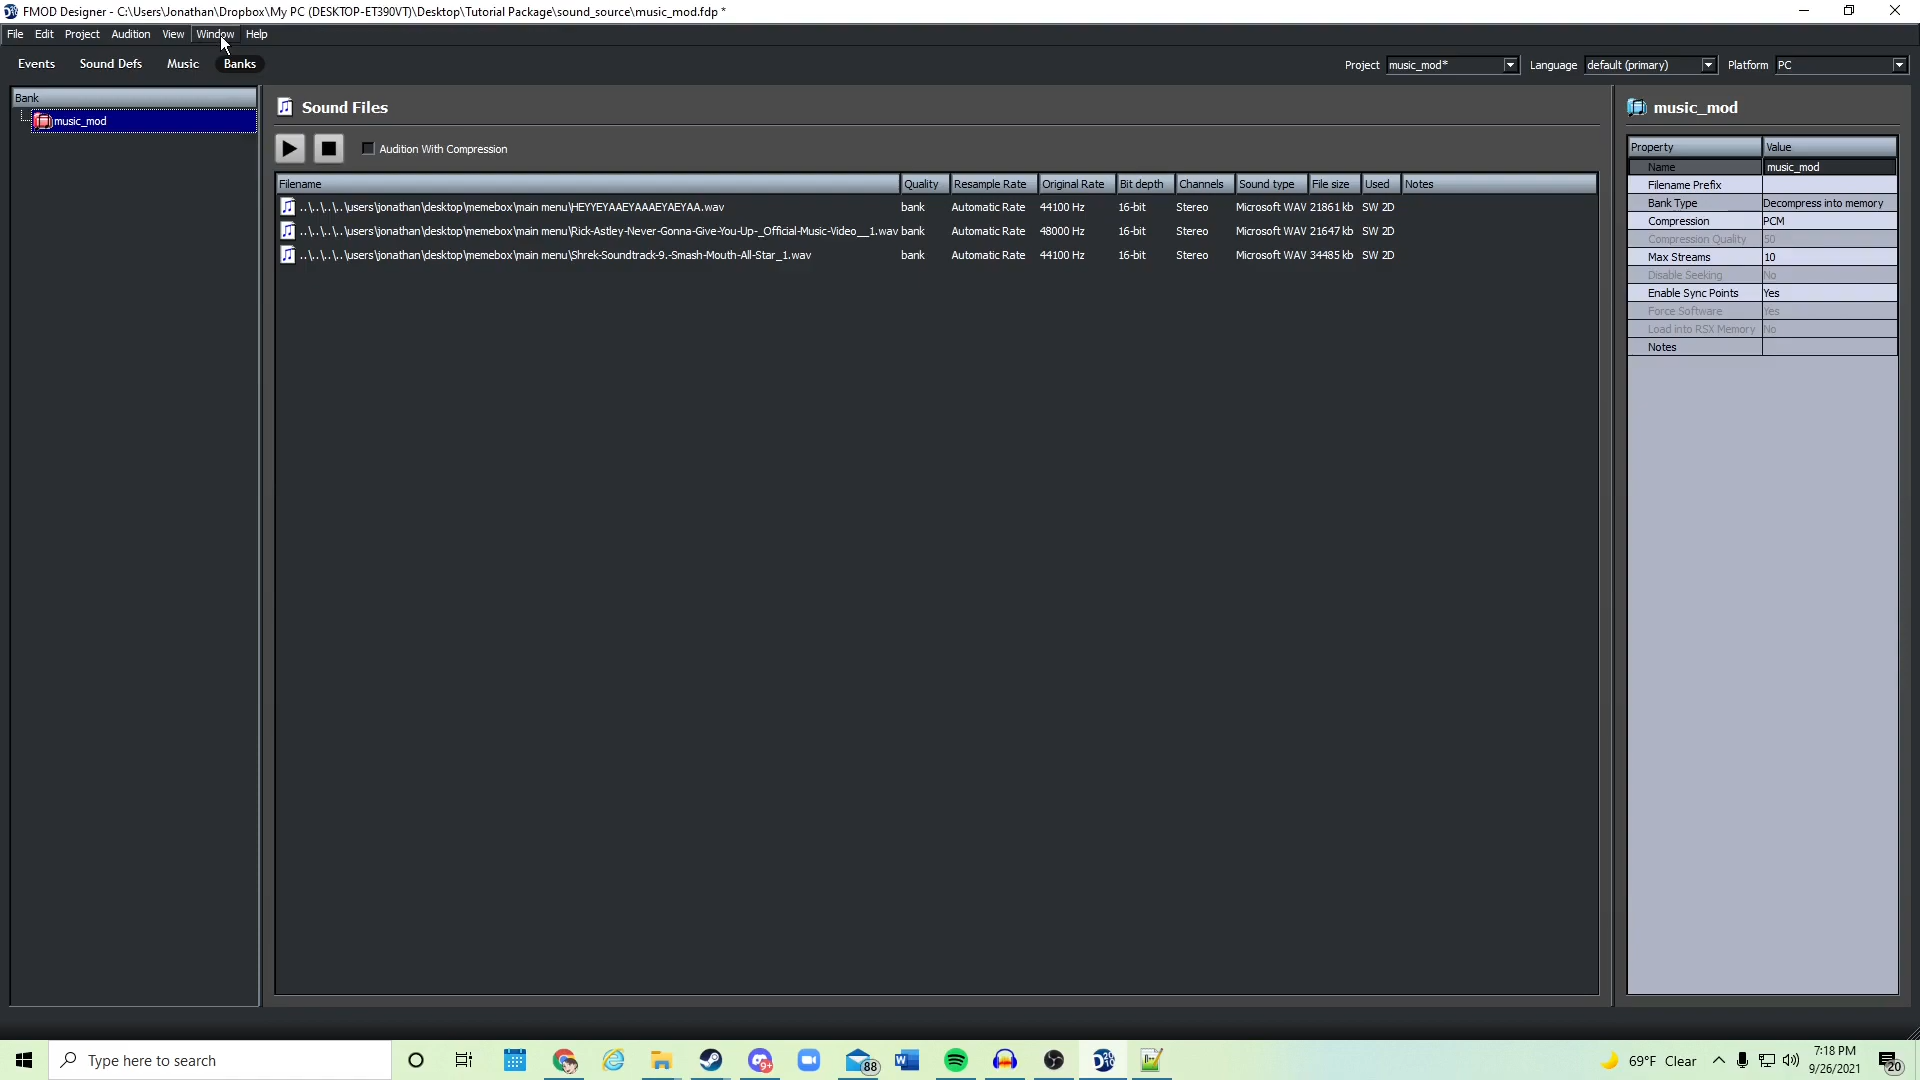 FMOD Designer - C:\Users\Jonathan\Dropbox\My PC (DESKTOP-ET390VT)\Desktop\Tutorial Package\sound_source\music_mod.fdp *
File Edit Project Audition View Window Help
Events Sound Defs Music Banks Project music_mod* Language default (primary) Platform PC
Bank
music_mod
Sound Files
Audition With Compression
Filename Quality Resample Rate Original Rate Bit depth Channels Sound type File size Used Notes
..\..\..\..\users\jonathan\desktop\memebox\main menu\HEYYEYAAEYAAAEYAEYAA.wav bank Automatic Rate 44100 Hz 16-bit Stereo Microsoft WAV 21861 kb SW 2D
..\..\..\..\users\jonathan\desktop\memebox\main menu\Rick-Astley-Never-Gonna-Give-You-Up-_Official-Music-Video__1.wav bank Automatic Rate 48000 Hz 16-bit Stereo Microsoft WAV 21647 kb SW 2D
..\..\..\..\users\jonathan\desktop\memebox\main menu\Shrek-Soundtrack-9.-Smash-Mouth-All-Star_1.wav bank Automatic Rate 44100 Hz 16-bit Stereo Microsoft WAV 34485 kb SW 2D
music_mod
Property Value
Name music_mod
Filename Prefix
Bank Type Decompress into memory
Compression PCM
Compression Quality 50
Max Streams 10
Disable Seeking No
Enable Sync Points Yes
Force Software Yes
Load into RSX Memory No
Notes
Type here to search
9+
88
69°F Clear
7:18 PM
9/26/2021
20